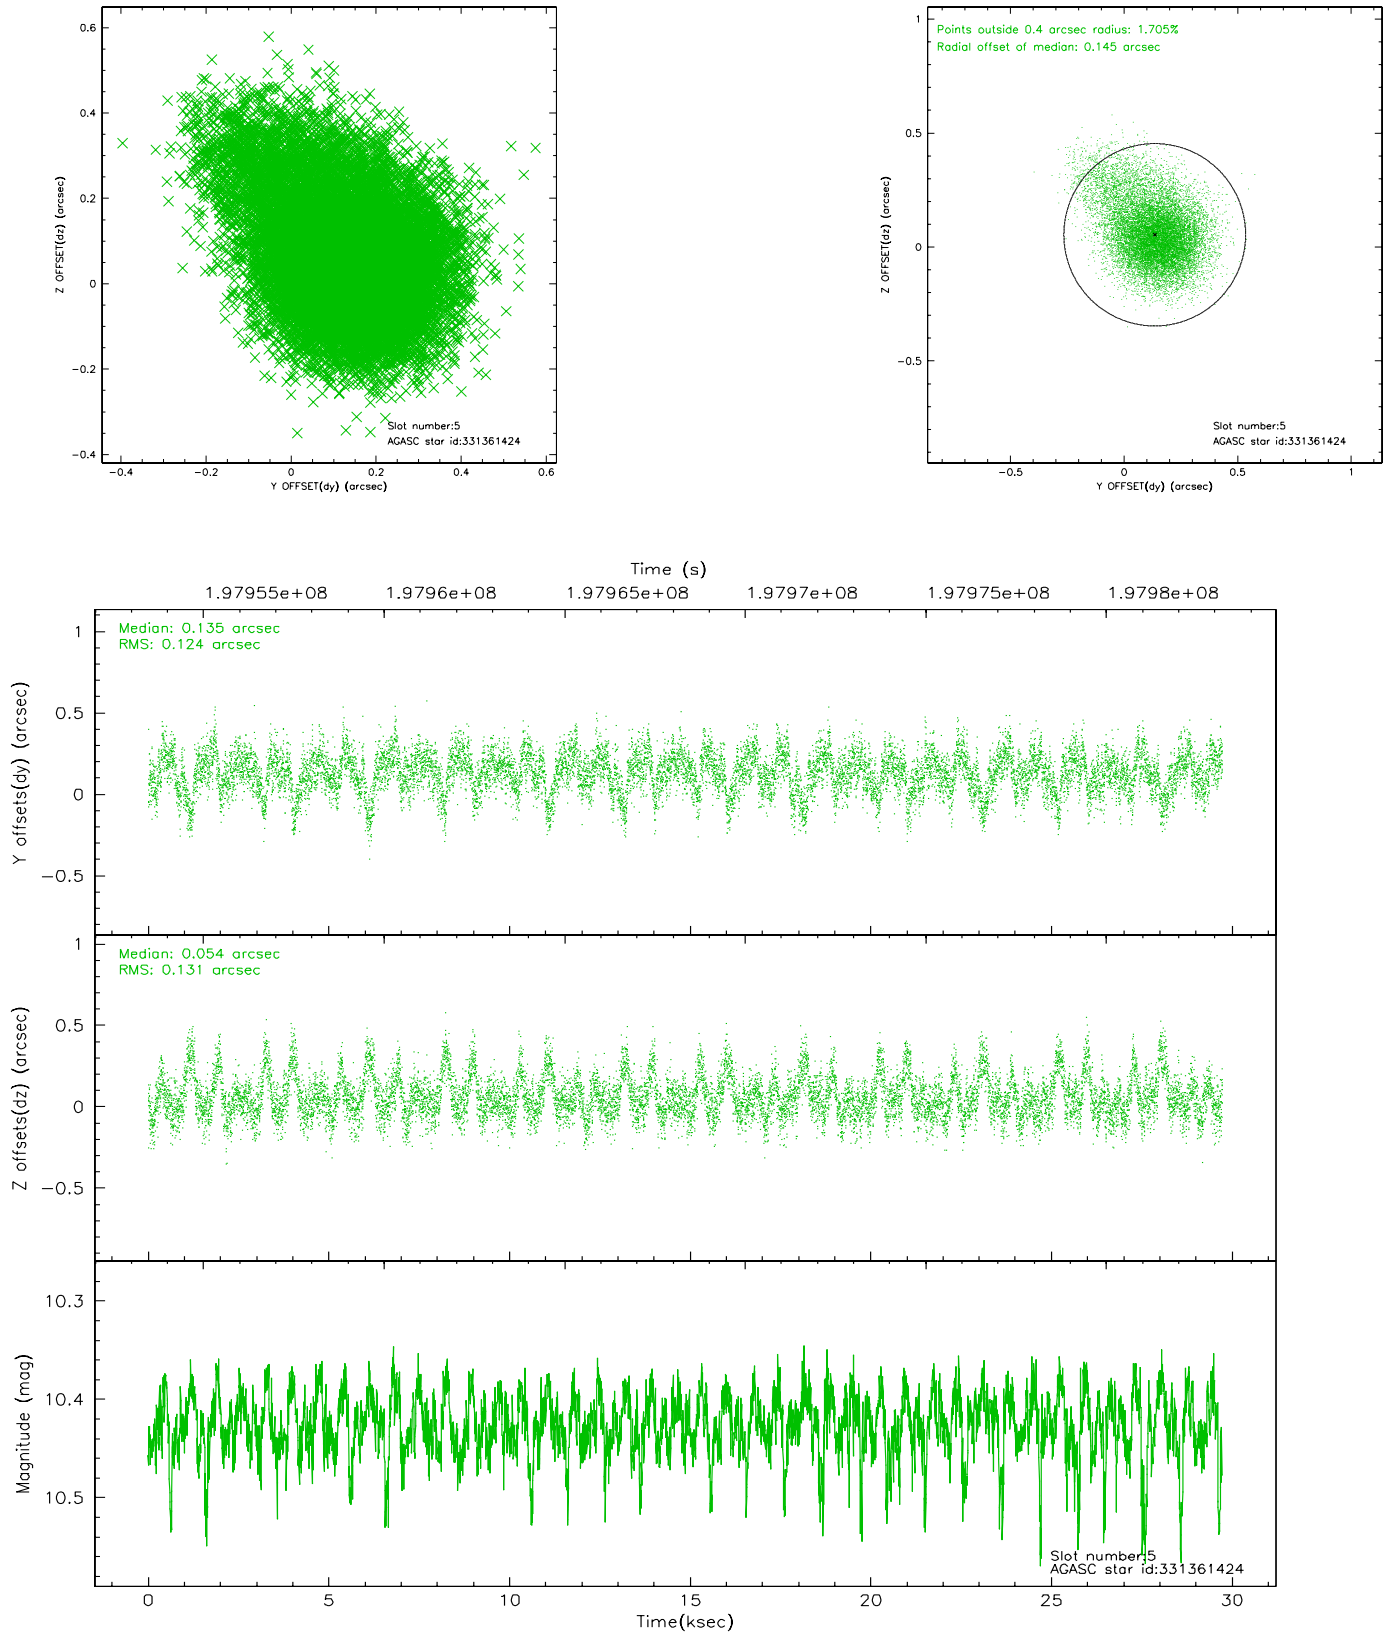 0.6
0.4
0.2
0
−0.2
−0.4
Z OFFSET(dz) (arcsec)
Slot number:5
AGASC star id:331361424
−0.4 −0.2 0 0.2 0.4 0.6
Y OFFSET(dy) (arcsec)
Points outside 0.4 arcsec radius: 1.705%
Radial offset of median: 0.145 arcsec
1
0.5
0
−0.5
Z OFFSET(dz) (arcsec)
Slot number:5
AGASC star id:331361424
−0.5 0 0.5 1
Y OFFSET(dy) (arcsec)
Time (s)
1.97955e+08 1.9796e+08 1.97965e+08 1.9797e+08 1.97975e+08 1.9798e+08
Median: 0.135 arcsec
RMS: 0.124 arcsec
1
0.5
0
−0.5
Y offsets(dy) (arcsec)
Median: 0.054 arcsec
RMS: 0.131 arcsec
1
0.5
0
−0.5
Z offsets(dz) (arcsec)
10.3
10.4
10.5
Magnitude (mag)
Slot number:5
AGASC star id:331361424
0 5 10 15 20 25 30
Time(ksec)